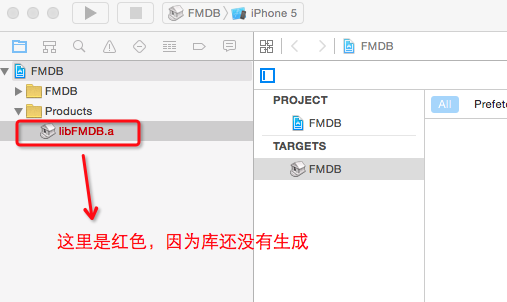 FMDB iPhone 5
FMDB
FMDB
FMDB
Products
libFMDB.a
这里是红色，因为库还没有生成
PROJECT
FMDB
TARGETS
FMDB
All Prefete